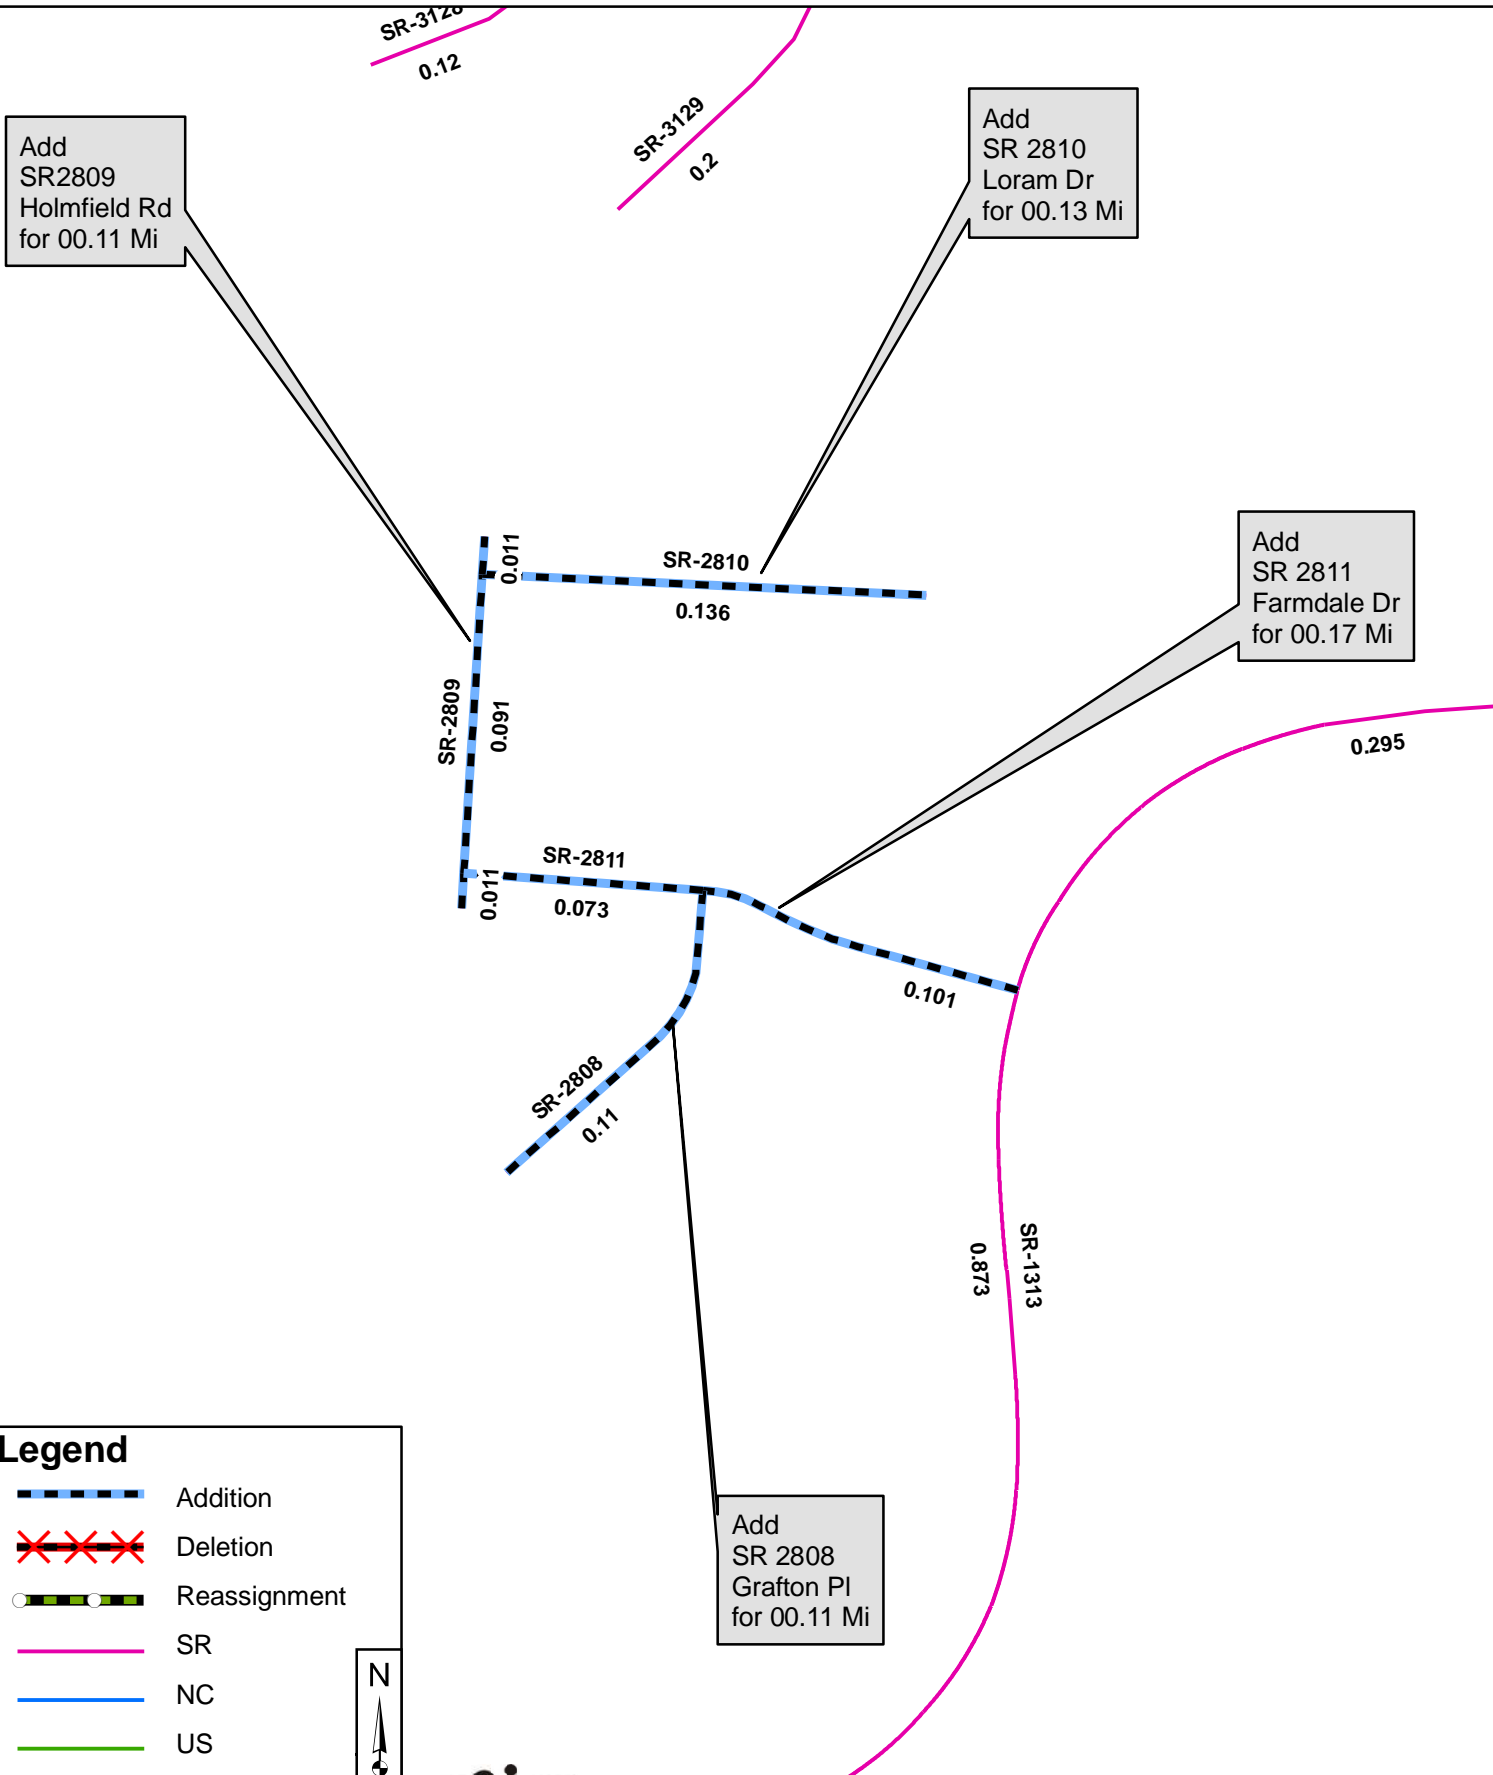 SR-3128
0.12
SR-3129
0.2
Add
SR2809
Holmfield Rd
for 00.11 Mi
Add
SR 2810
Loram Dr
for 00.13 Mi
0.011
SR-2810
0.136
Add
SR 2811
Farmdale Dr
for 00.17 Mi
SR-2809
0.091
0.295
SR-2811
0.011
0.073
0.101
SR-2808
0.11
SR-1313
0.873
Add
SR 2808
Grafton Pl
for 00.11 Mi
Legend
Addition
Deletion
Reassignment
SR
NC
US
N